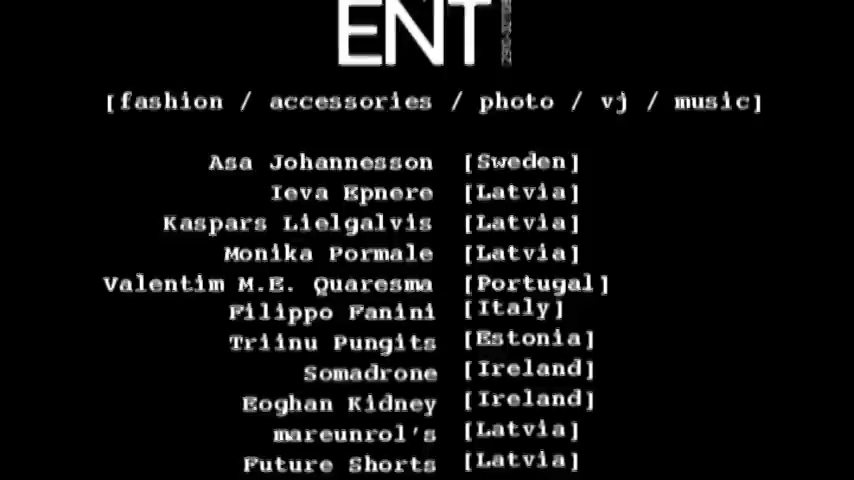 ENT
[fashion / accessories / photo / vj / music]
Asa Johannesson [Sweden]
Ieva Epnere [Latvia]
Kaspars Lielgalvis [Latvia]
Monika Pormale [Latvia]
Valentim M.E. Quaresma [Portugal]
Filippo Fanini [Italy]
Triinu Pungits [Estonia]
Somadrone [Ireland]
Eoghan Kidney [Ireland]
mareunrol's [Latvia]
Future Shorts [Latvia]